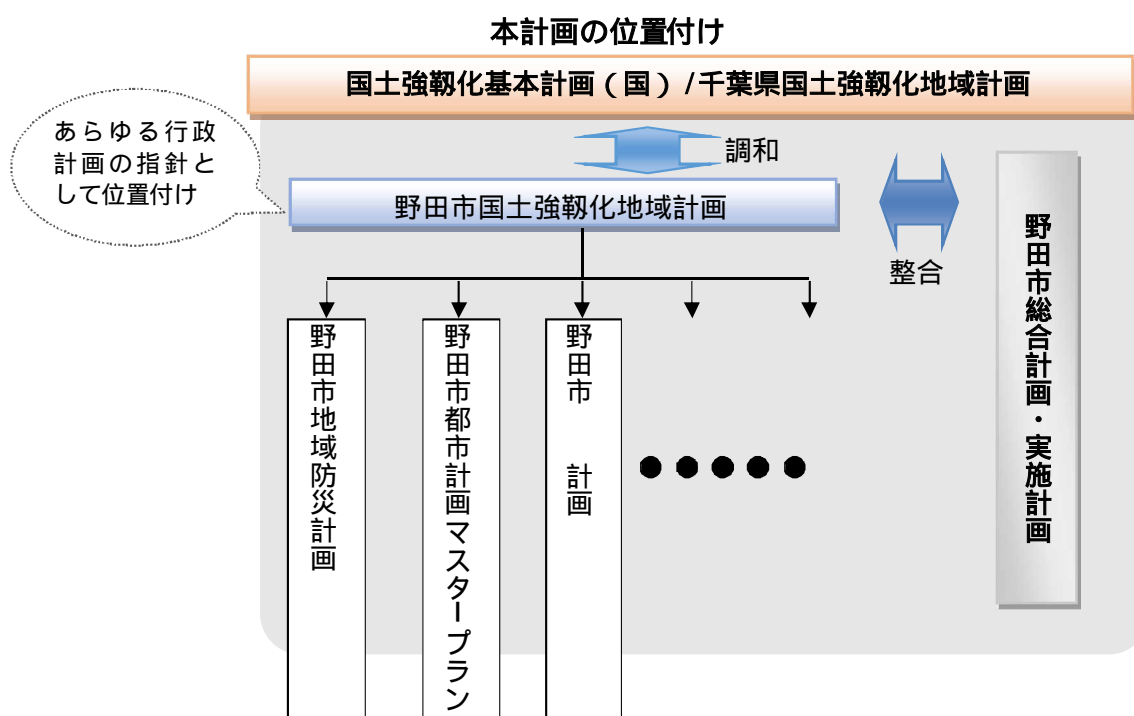 本計画の位置付け
国土強靱化基本計画(国)/千葉県国土強靱化地域計画
あらゆる行政
計画の指針と
して位置付け
調和
野田市国土強靱化地域計画
整合
野田市地域防災計画
野田市都市計画マスタープラン
野田市 計画
●●●●●
野田市総合計画・実施計画